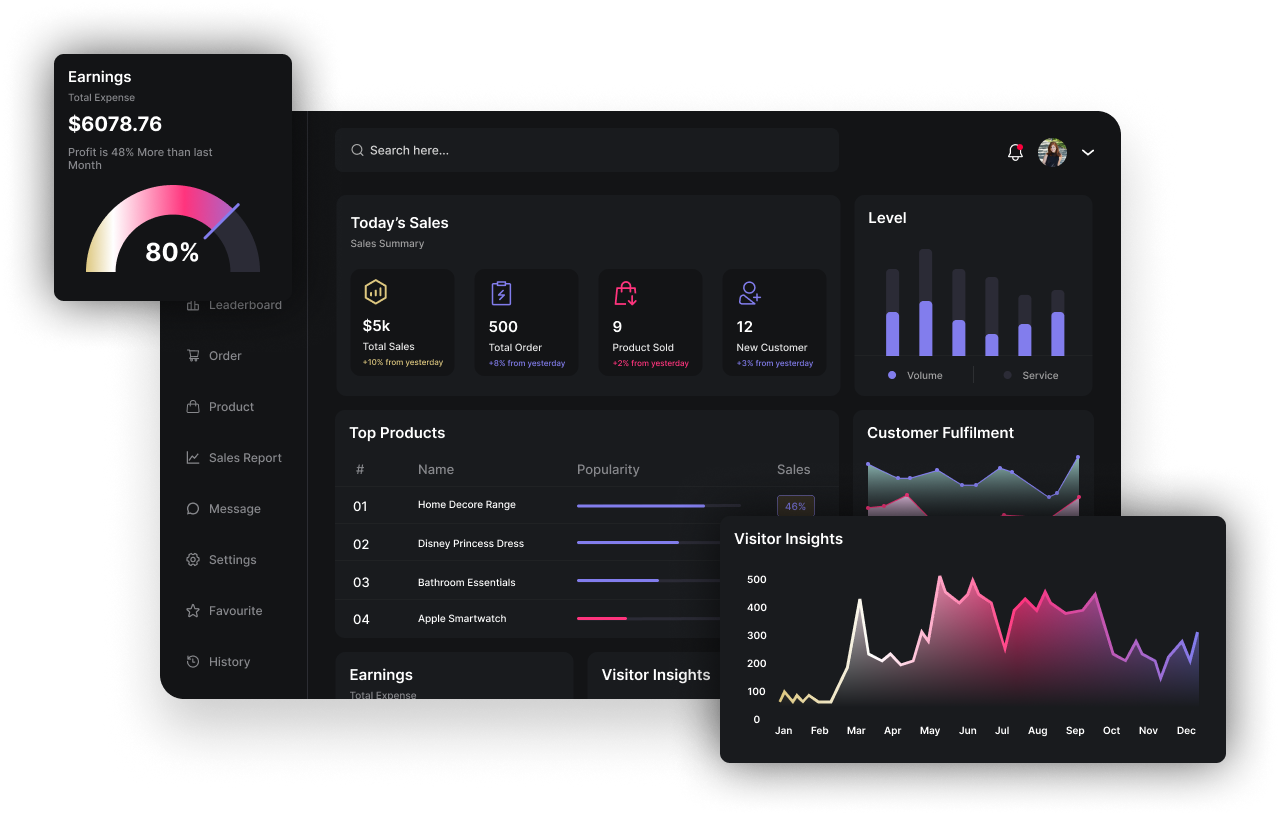 Earnings
Total Expense
$6078.76
Profit is 48% More than last
Month
80%
Leaderboard
Order
Product
Sales Report
Message
Settings
Favourite
History
Search here...
Today's Sales
Sales Summary
$5k
Total Sales
+10% from yesterday
500
Total Order
+8% from yesterday
9
Product Sold
+2% from yesterday
12
New Customer
+3% from yesterday
Level
Volume Service
Top Products
# Name Popularity Sales
01 Home Decore Range 46%
02 Disney Princess Dress
03 Bathroom Essentials
04 Apple Smartwatch
Customer Fulfilment
Earnings
Total Expense
Visitor Insights
Visitor Insights
500
400
300
200
100
0
Jan Feb Mar Apr May Jun Jul Aug Sep Oct Nov Dec